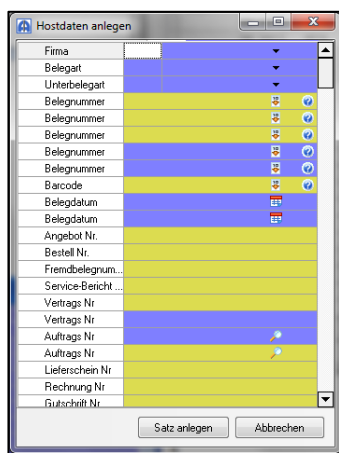 Hostdaten anlegen
Firma
Belegart
Unterbelegart
Belegnummer
Belegnummer
Belegnummer
Belegnummer
Belegnummer
Barcode
Belegdatum
Belegdatum
Angebot Nr.
Bestell Nr.
Fremdbelegnum...
Service-Bericht ...
Vertrags Nr
Vertrags Nr
Auftrags Nr
Auftrags Nr
Lieferschein Nr
Rechnung Nr
Gutschrift Nr
Satz anlegen Abbrechen